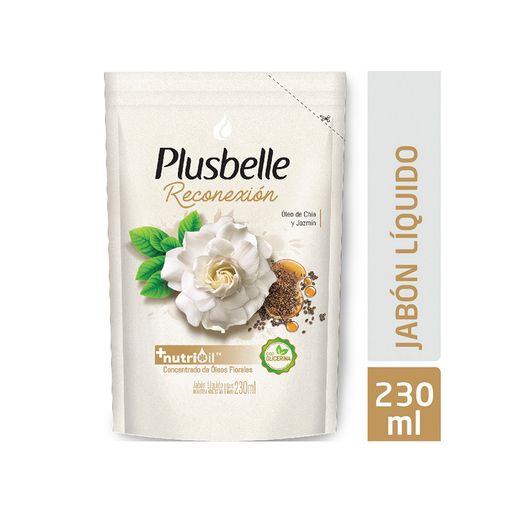 Plusbelle
Reconexión
Óleo de Chía
y Jazmín
+nutriOil™
Concentrado de Óleos Florales
CON
GLICERINA
Jabón Líquido
230ml
JABÓN LÍQUIDO
230
ml